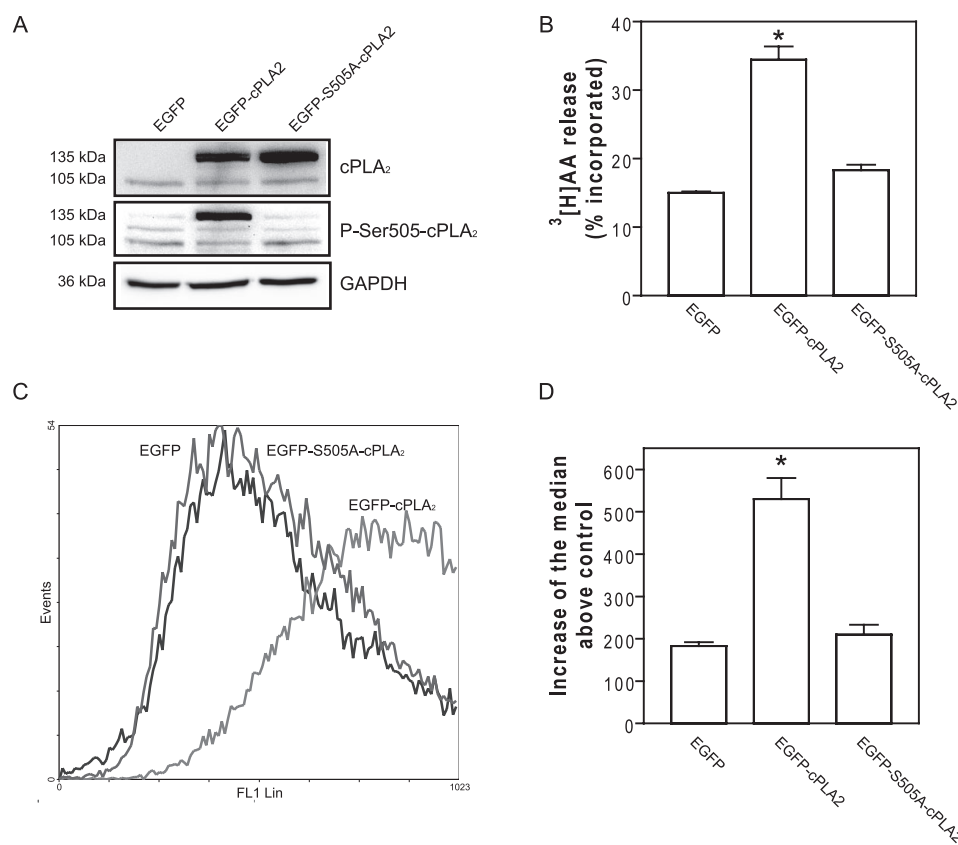 A
EGFP
EGFP-cPLA2
EGFP-S505A-cPLA2
135 kDa
105 kDa
cPLA₂
135 kDa
105 kDa
P-Ser505-cPLA₂
36 kDa
GAPDH
B
³[H]AA release
(% incorporated)
40
30
20
10
0
*
EGFP
EGFP-cPLA2
EGFP-S505A-cPLA2
C
54
Events
0
EGFP
EGFP-S505A-cPLA₂
EGFP-cPLA₂
0
FL1 Lin
1023
D
Increase of the median
above control
600
500
400
300
200
100
0
*
EGFP
EGFP-cPLA2
EGFP-S505A-cPLA2